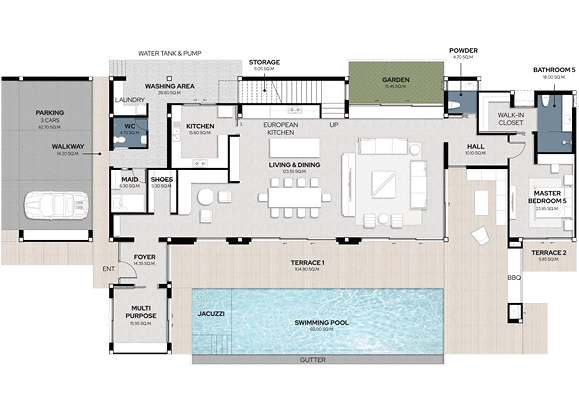 WATER TANK & PUMP
STORAGE
11.05 SQ.M.
POWDER
4.70 SQ.M.
BATHROOM 5
18.00 SQ.M.
WASHING AREA
28.80 SQ.M.
GARDEN
15.45 SQ.M.
LAUNDRY
PARKING
3 CARS
62.70 SQ.M.
WC
4.75 SQ.M.
KITCHEN
15.60 SQ.M.
EUROPEAN
KITCHEN
UP
WALK-IN
CLOSET
WALKWAY
14.20 SQ.M.
HALL
10.10 SQ.M.
LIVING & DINING
123.55 SQ.M.
MAID
6.30 SQ.M.
SHOES
5.30 SQ.M.
MASTER
BEDROOM 5
23.85 SQ.M.
FOYER
14.35 SQ.M.
TERRACE 1
104.90 SQ.M.
TERRACE 2
5.85 SQ.M.
ENT
BBQ
MULTI
PURPOSE
15.95 SQ.M.
JACUZZI
SWIMMING POOL
60.00 SQ.M.
GUTTER